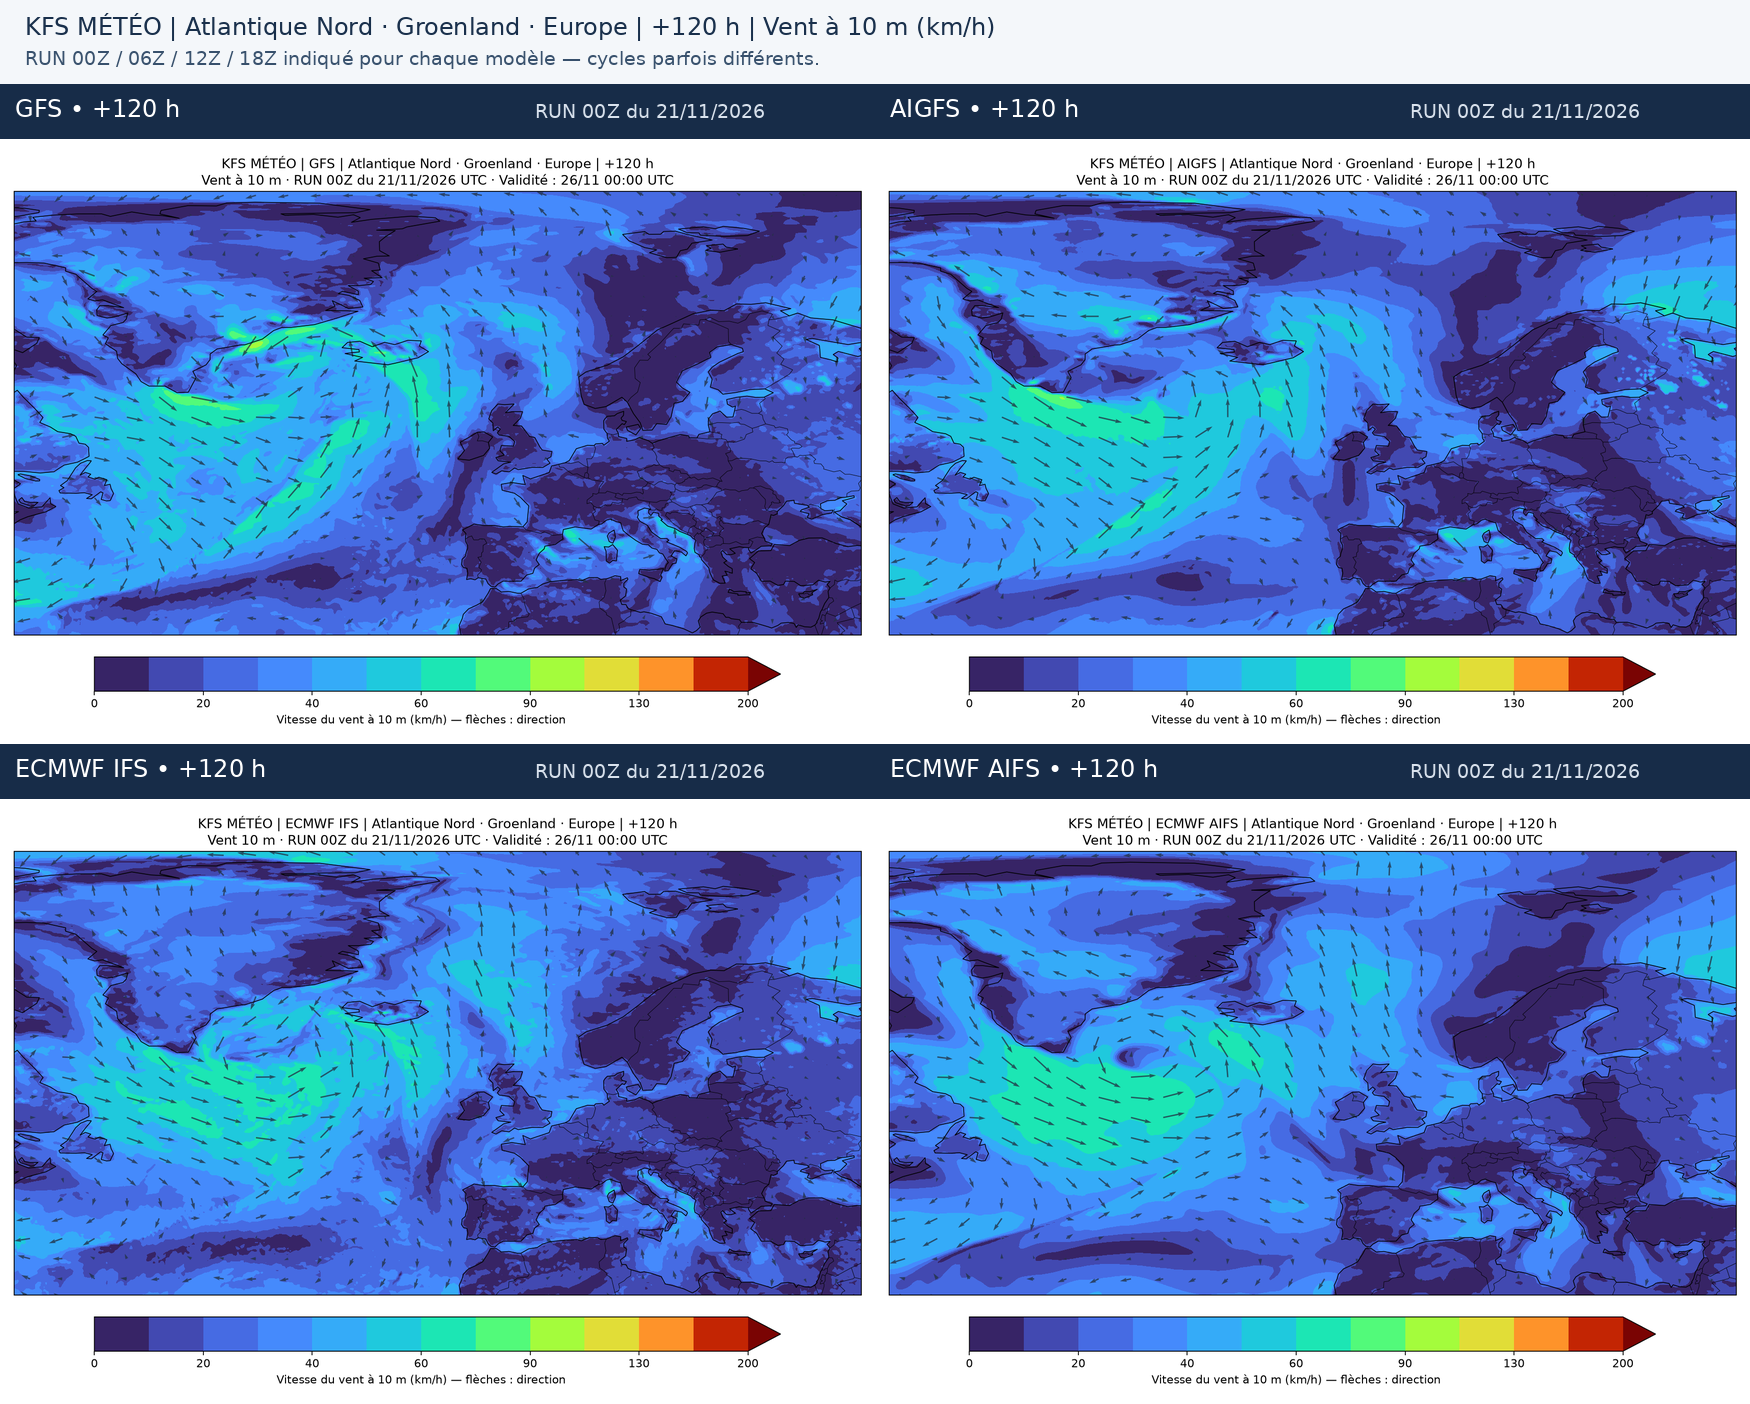 KFS MÉTÉO | Atlantique Nord · Groenland · Europe | +120 h | Vent à 10 m (km/h)
RUN 00Z / 06Z / 12Z / 18Z indiqué pour chaque modèle — cycles parfois différents.
GFS • +120 h RUN 00Z du 21/11/2026
KFS MÉTÉO | GFS | Atlantique Nord · Groenland · Europe | +120 h
Vent à 10 m · RUN 00Z du 21/11/2026 UTC · Validité : 26/11 00:00 UTC
0 20 40 60 90 130 200
Vitesse du vent à 10 m (km/h) — flèches : direction
AIGFS • +120 h RUN 00Z du 21/11/2026
KFS MÉTÉO | AIGFS | Atlantique Nord · Groenland · Europe | +120 h
Vent à 10 m · RUN 00Z du 21/11/2026 UTC · Validité : 26/11 00:00 UTC
0 20 40 60 90 130 200
Vitesse du vent à 10 m (km/h) — flèches : direction
ECMWF IFS • +120 h RUN 00Z du 21/11/2026
KFS MÉTÉO | ECMWF IFS | Atlantique Nord · Groenland · Europe | +120 h
Vent 10 m · RUN 00Z du 21/11/2026 UTC · Validité : 26/11 00:00 UTC
0 20 40 60 90 130 200
Vitesse du vent à 10 m (km/h) — flèches : direction
ECMWF AIFS • +120 h RUN 00Z du 21/11/2026
KFS MÉTÉO | ECMWF AIFS | Atlantique Nord · Groenland · Europe | +120 h
Vent 10 m · RUN 00Z du 21/11/2026 UTC · Validité : 26/11 00:00 UTC
0 20 40 60 90 130 200
Vitesse du vent à 10 m (km/h) — flèches : direction